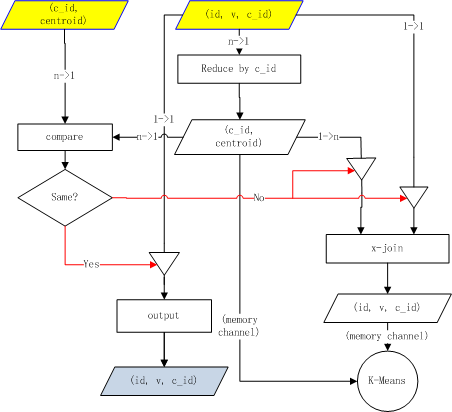 (c_id,
centroid)
(id, v, c_id)
n->1
1->1
n->1
Reduce by c_id
1->1
compare
n->1
(c_id,
centroid)
1->n
Same?
No
x-join
Yes
output
(memory
channel)
(id, v, c_id)
(memory channel)
(id, v, c_id)
K-Means